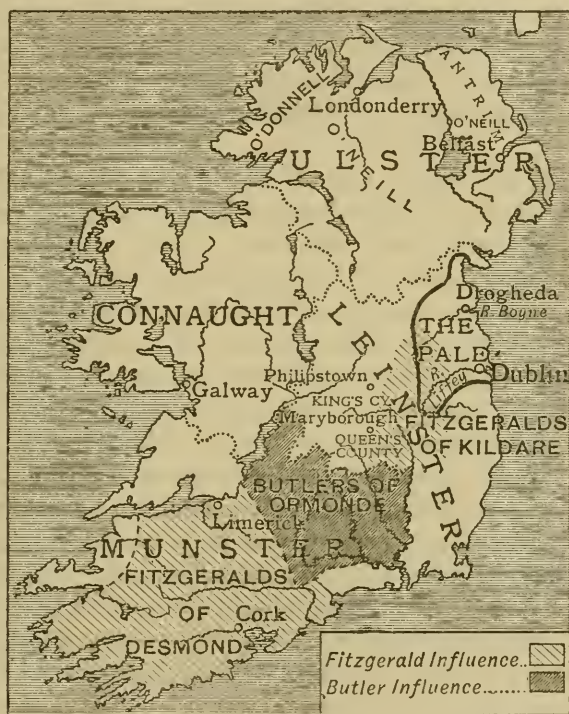 O'DONNELL
Londonderry
ANTRIM
O'NEILL
Belfast
O'NEILL
ULSTER
CONNAUGHT
LEINSTER
Drogheda
R. Boyne
THE
PALE
R. Liffey
Dublin
Galway
Philipstown
KING'S CY.
Maryborough
QUEEN'S
COUNTY
FITZGERALDS
OF KILDARE
BUTLERS OF
ORMONDE
Limerick
MUNSTER
FITZGERALDS
OF
DESMOND
Cork
Fitzgerald Influence..
Butler Influence.......